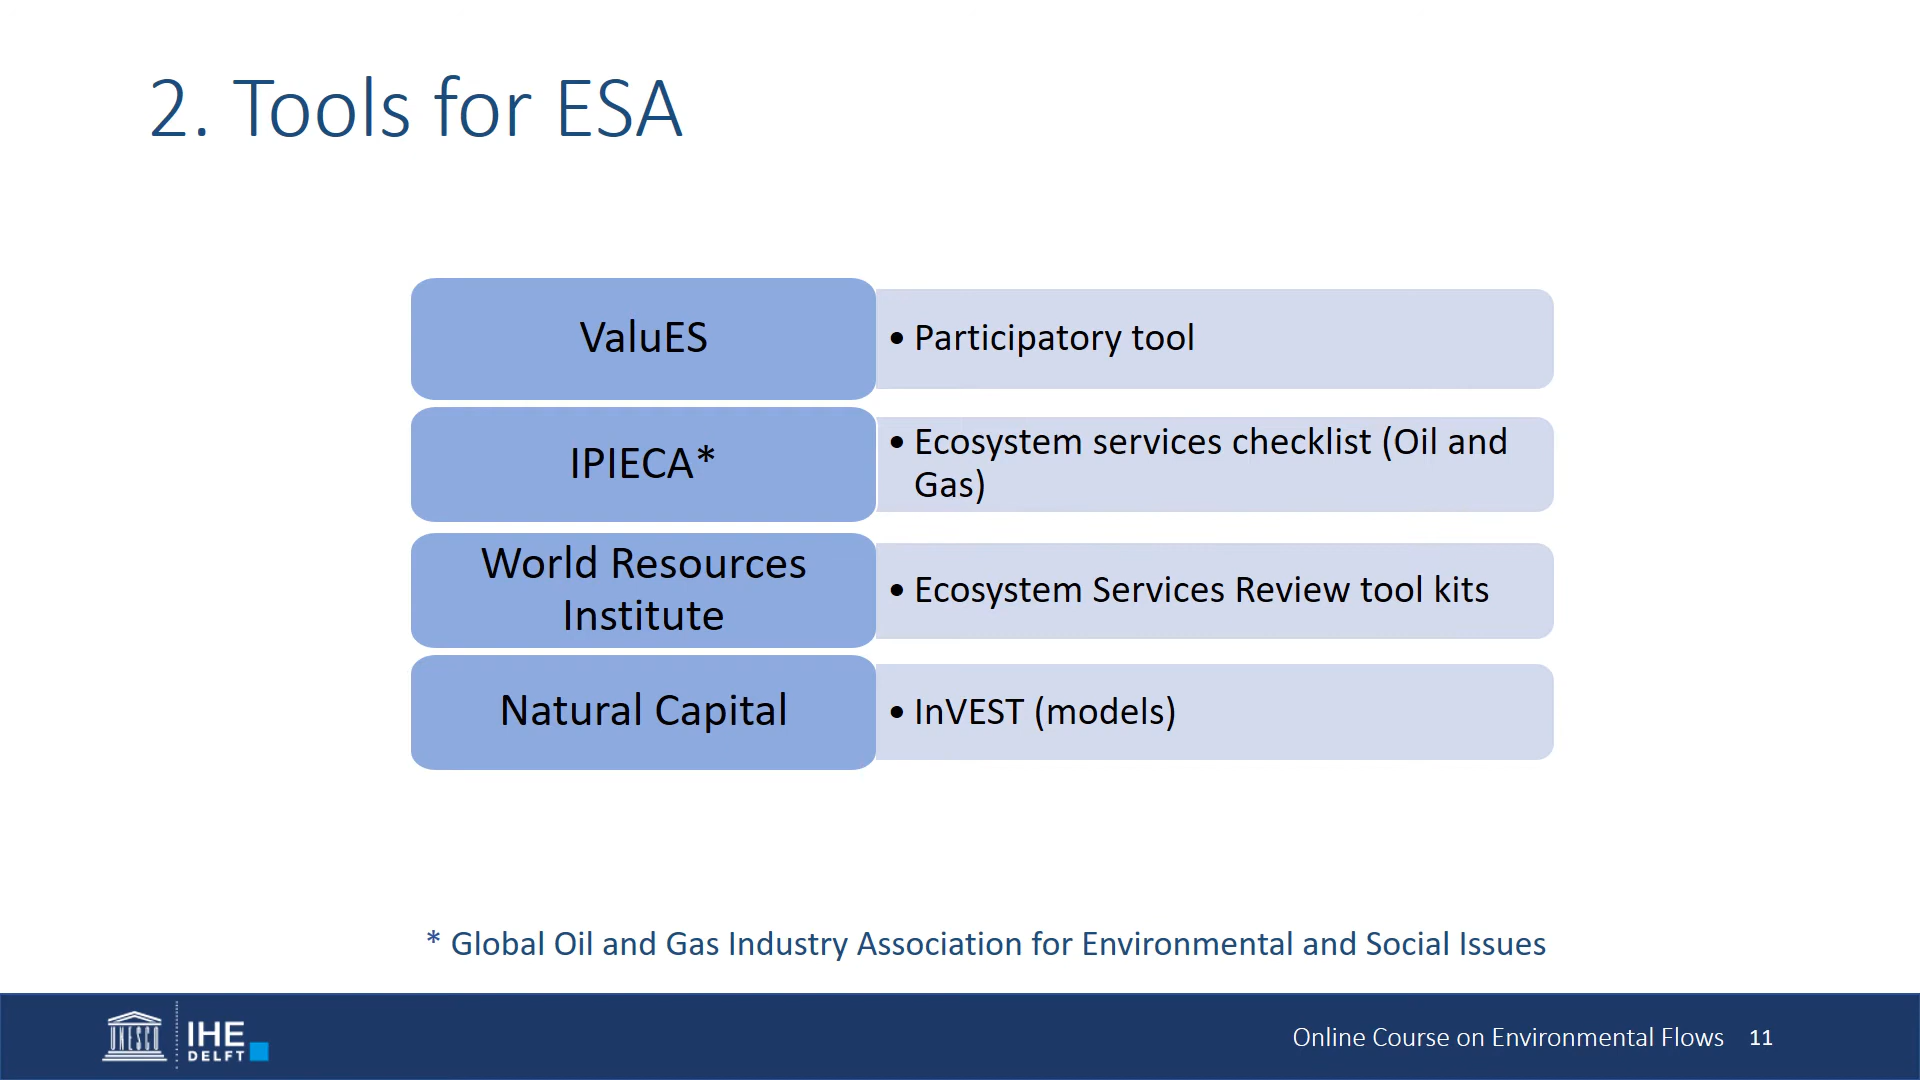 2. Tools for ESA
ValuES
• Participatory tool
IPIECA*
• Ecosystem services checklist (Oil and
Gas)
World Resources
Institute
• Ecosystem Services Review tool kits
Natural Capital
• InVEST (models)
* Global Oil and Gas Industry Association for Environmental and Social Issues
UNESCO
IHE
DELFT
Online Course on Environmental Flows 11